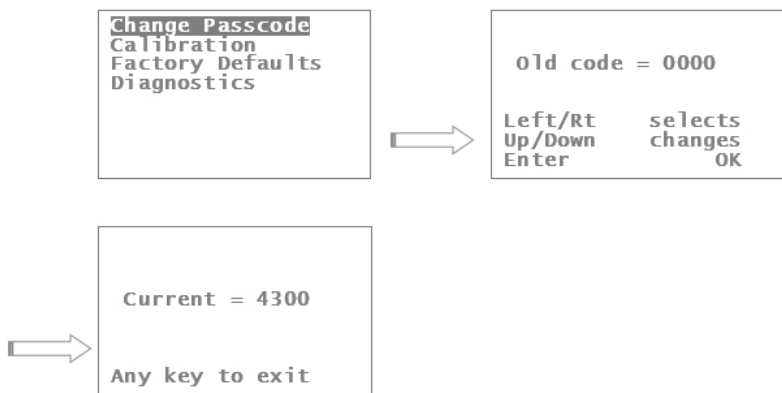 Change Passcode
Calibration
Factory Defaults
Diagnostics
Old code = 0000
Left/Rt selects
Up/Down changes
Enter OK
Current = 4300
Any key to exit